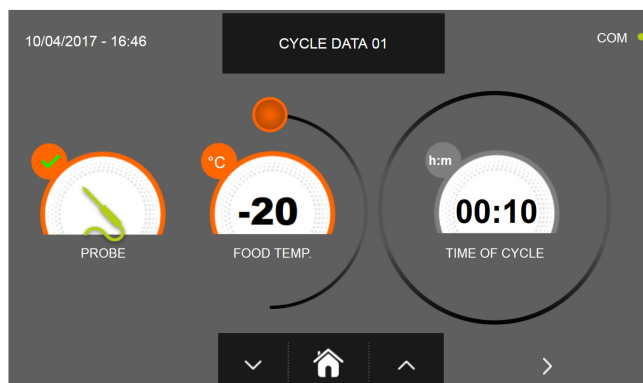 10/04/2017 - 16:46
CYCLE DATA 01
COM
°C
h:m
-20
00:10
PROBE
FOOD TEMP.
TIME OF CYCLE